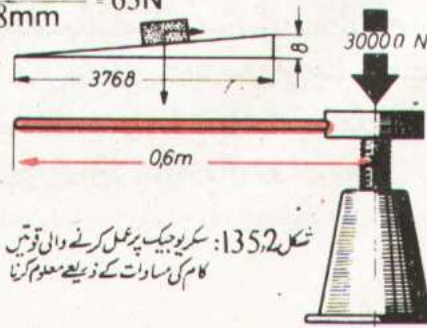 8mm
= 65N
8
30000 N
3768
0,6m
شکل 135,2: سکریو جیک پر عمل کرنے والی قوتیں
کام کی مساوات کے ذریعے معلوم کرنا